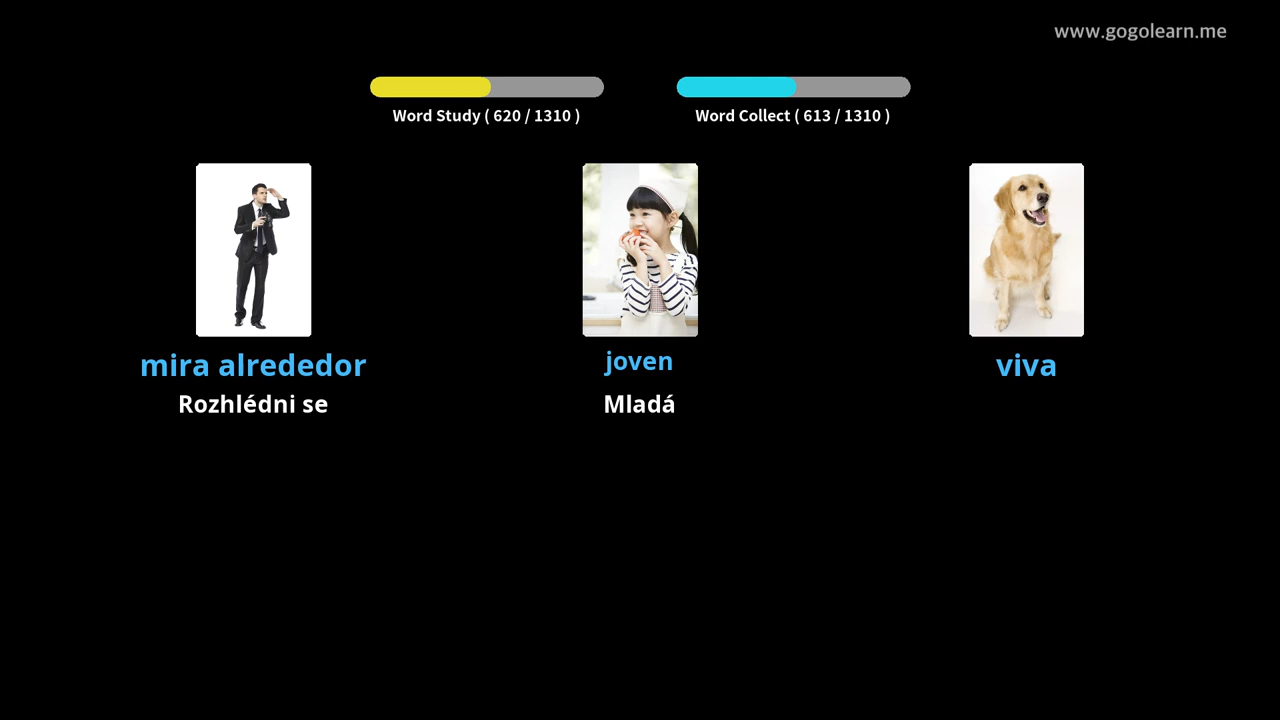 www.gogolearn.me
Word Study ( 620 / 1310 )
Word Collect ( 613 / 1310 )
mira alrededor
joven
viva
Rozhlédni se
Mladá